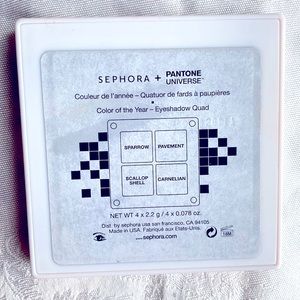 SEPHORA + PANTONE UNIVERSE™
Couleur de l'année – Quatuor de fards à paupières
•
Color of the Year – Eyeshadow Quad
SPARROW PAVEMENT
SCALLOP SHELL CARNELIAN
NET WT 4 x 2.2 g / 4 x 0.078 oz.
Dist. by sephora usa san francisco, CA 94105
Made in USA. Fabriqué aux Etats-Unis.
www.sephora.com
18M